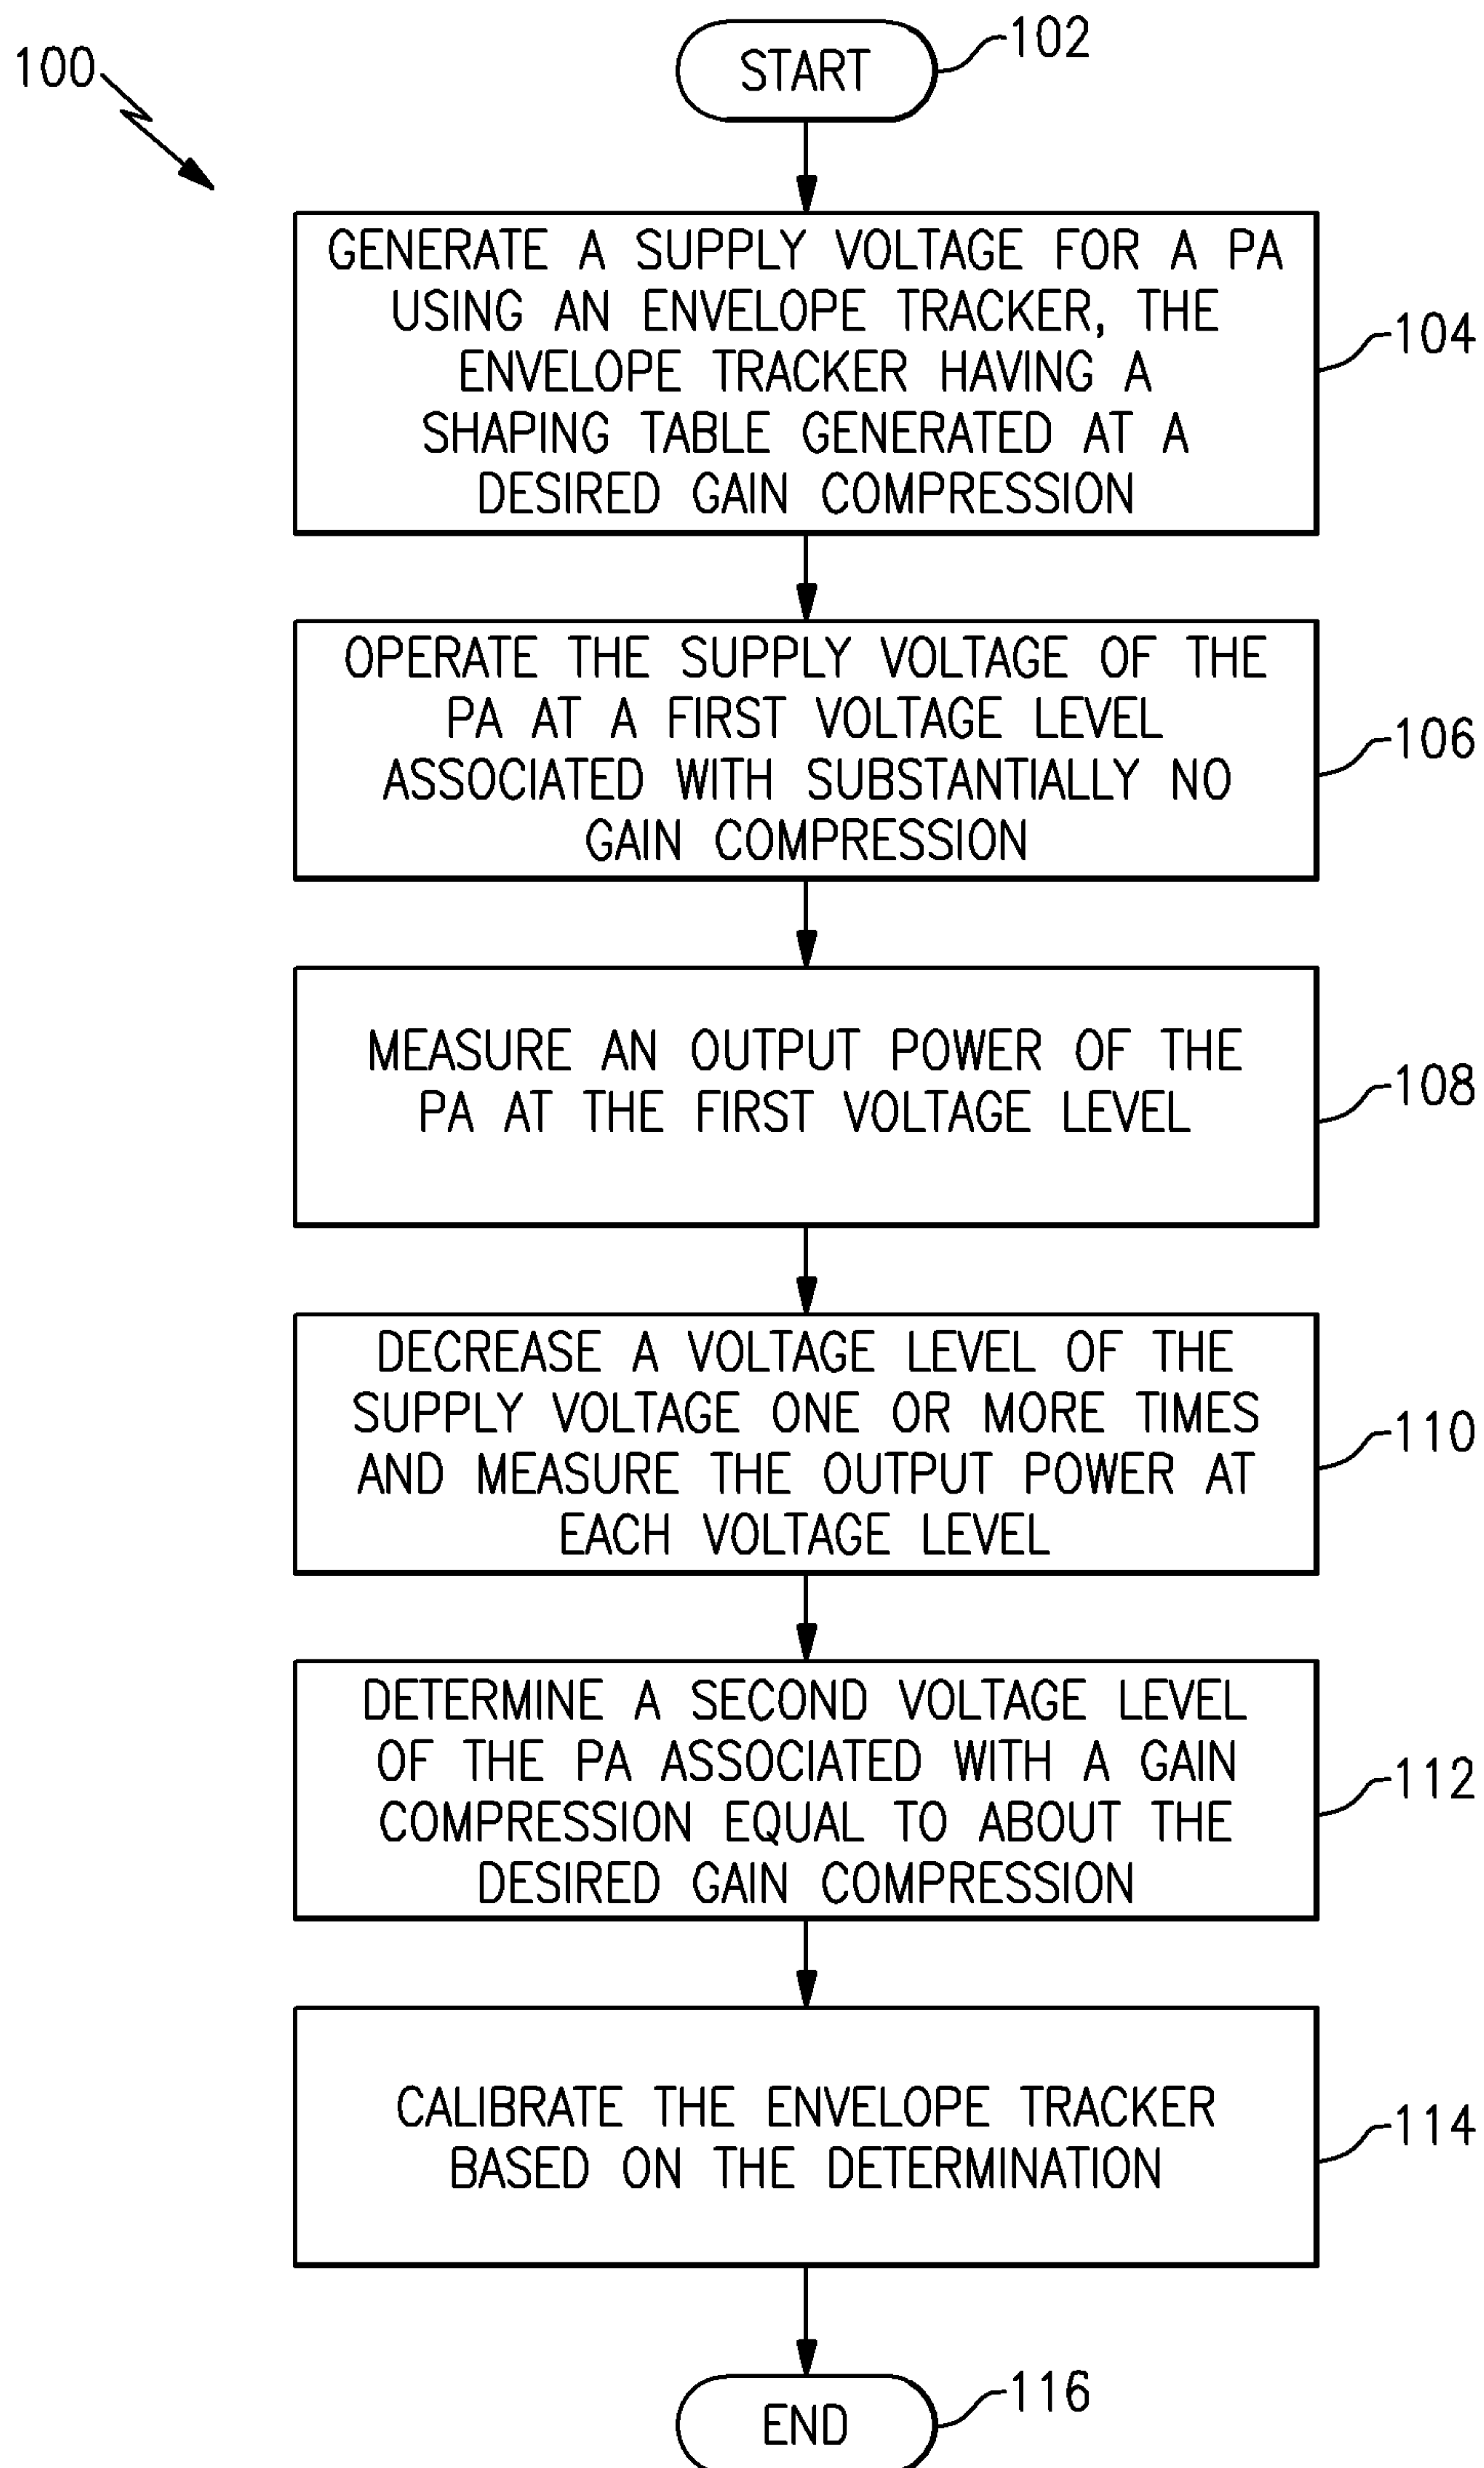 100
START
102
GENERATE A SUPPLY VOLTAGE FOR A PA
USING AN ENVELOPE TRACKER, THE
ENVELOPE TRACKER HAVING A
SHAPING TABLE GENERATED AT A
DESIRED GAIN COMPRESSION
104
OPERATE THE SUPPLY VOLTAGE OF THE
PA AT A FIRST VOLTAGE LEVEL
ASSOCIATED WITH SUBSTANTIALLY NO
GAIN COMPRESSION
106
MEASURE AN OUTPUT POWER OF THE
PA AT THE FIRST VOLTAGE LEVEL
108
DECREASE A VOLTAGE LEVEL OF THE
SUPPLY VOLTAGE ONE OR MORE TIMES
AND MEASURE THE OUTPUT POWER AT
EACH VOLTAGE LEVEL
110
DETERMINE A SECOND VOLTAGE LEVEL
OF THE PA ASSOCIATED WITH A GAIN
COMPRESSION EQUAL TO ABOUT THE
DESIRED GAIN COMPRESSION
112
CALIBRATE THE ENVELOPE TRACKER
BASED ON THE DETERMINATION
114
END
116